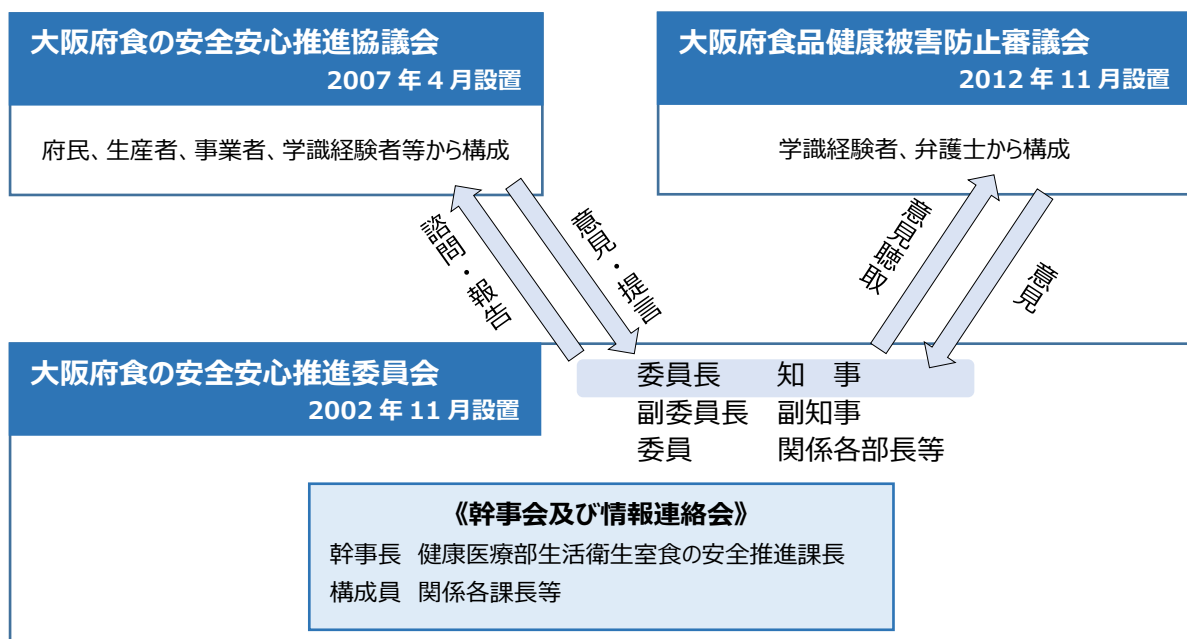 大阪府食の安全安心推進協議会
2007年4月設置
府民、生産者、事業者、学識経験者等から構成
大阪府食品健康被害防止審議会
2012年11月設置
学識経験者、弁護士から構成
諮問・報告
意見・提言
意見聴取
意見
大阪府食の安全安心推進委員会
2002年11月設置
委員長 知 事
副委員長 副知事
委員 関係各部長等
《幹事会及び情報連絡会》
幹事長 健康医療部生活衛生室食の安全推進課長
構成員 関係各課長等